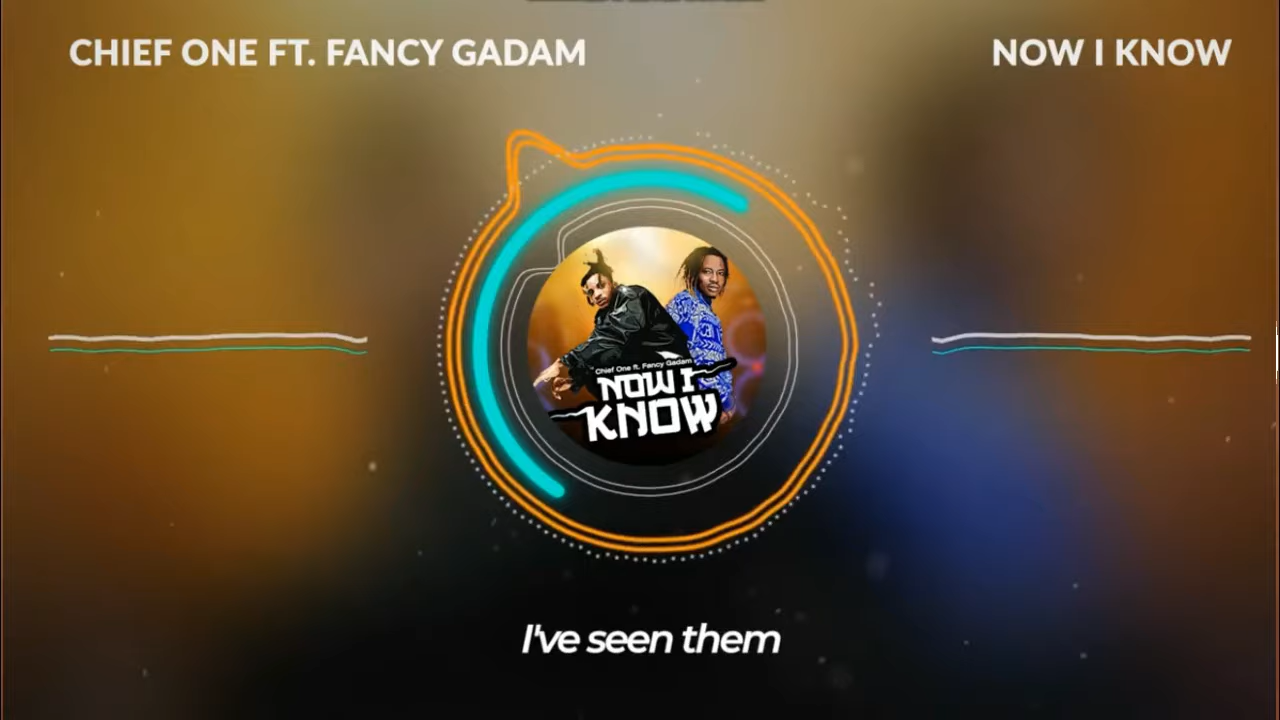 CHIEF ONE FT. FANCY GADAM
NOW I KNOW
Chief One ft. Fancy Gadam
NOW I
KNOW
I've seen them